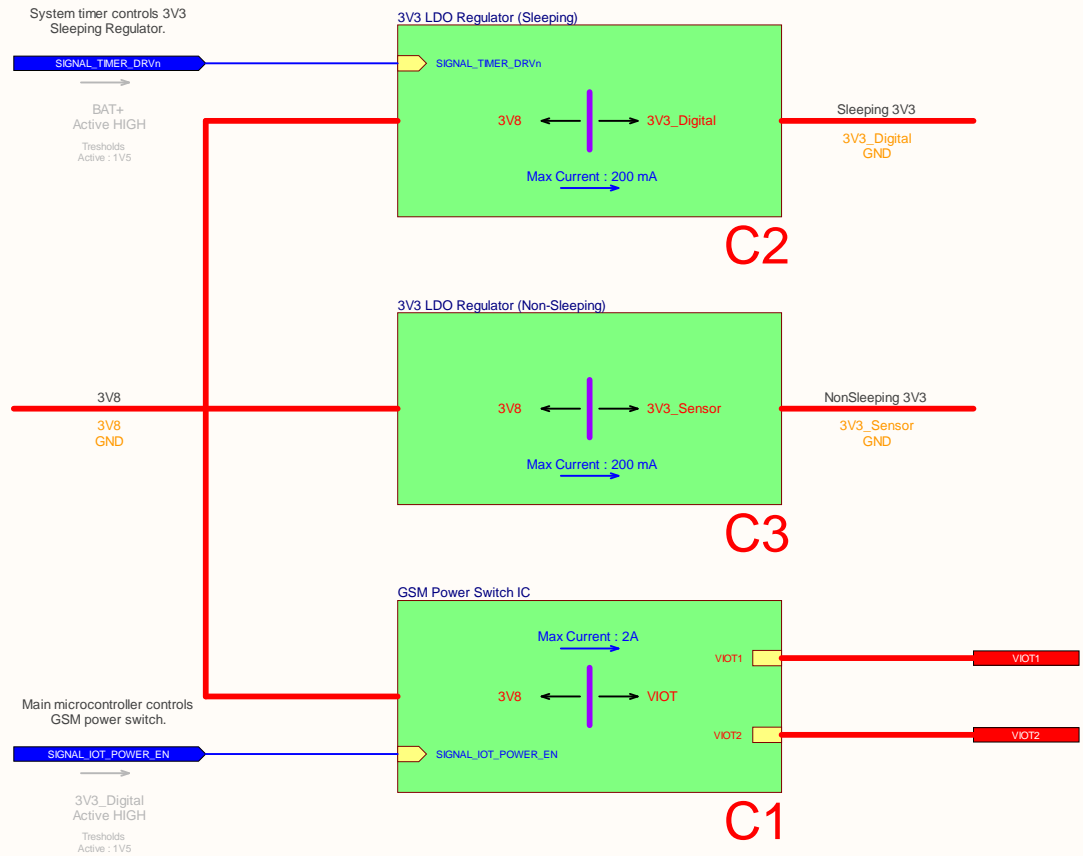 System timer controls 3V3
Sleeping Regulator.
SIGNAL_TIMER_DRVn
BAT+
Active HIGH
Tresholds
Active : 1V5
3V3 LDO Regulator (Sleeping)
SIGNAL_TIMER_DRVn
3V8
3V3_Digital
Max Current : 200 mA
C2
Sleeping 3V3
3V3_Digital
GND
3V8
3V8
GND
3V3 LDO Regulator (Non-Sleeping)
3V8
3V3_Sensor
Max Current : 200 mA
C3
NonSleeping 3V3
3V3_Sensor
GND
GSM Power Switch IC
Max Current : 2A
3V8
VIOT
VIOT1
VIOT1
VIOT2
VIOT2
SIGNAL_IOT_POWER_EN
C1
Main microcontroller controls
GSM power switch.
SIGNAL_IOT_POWER_EN
3V3_Digital
Active HIGH
Tresholds
Active : 1V5